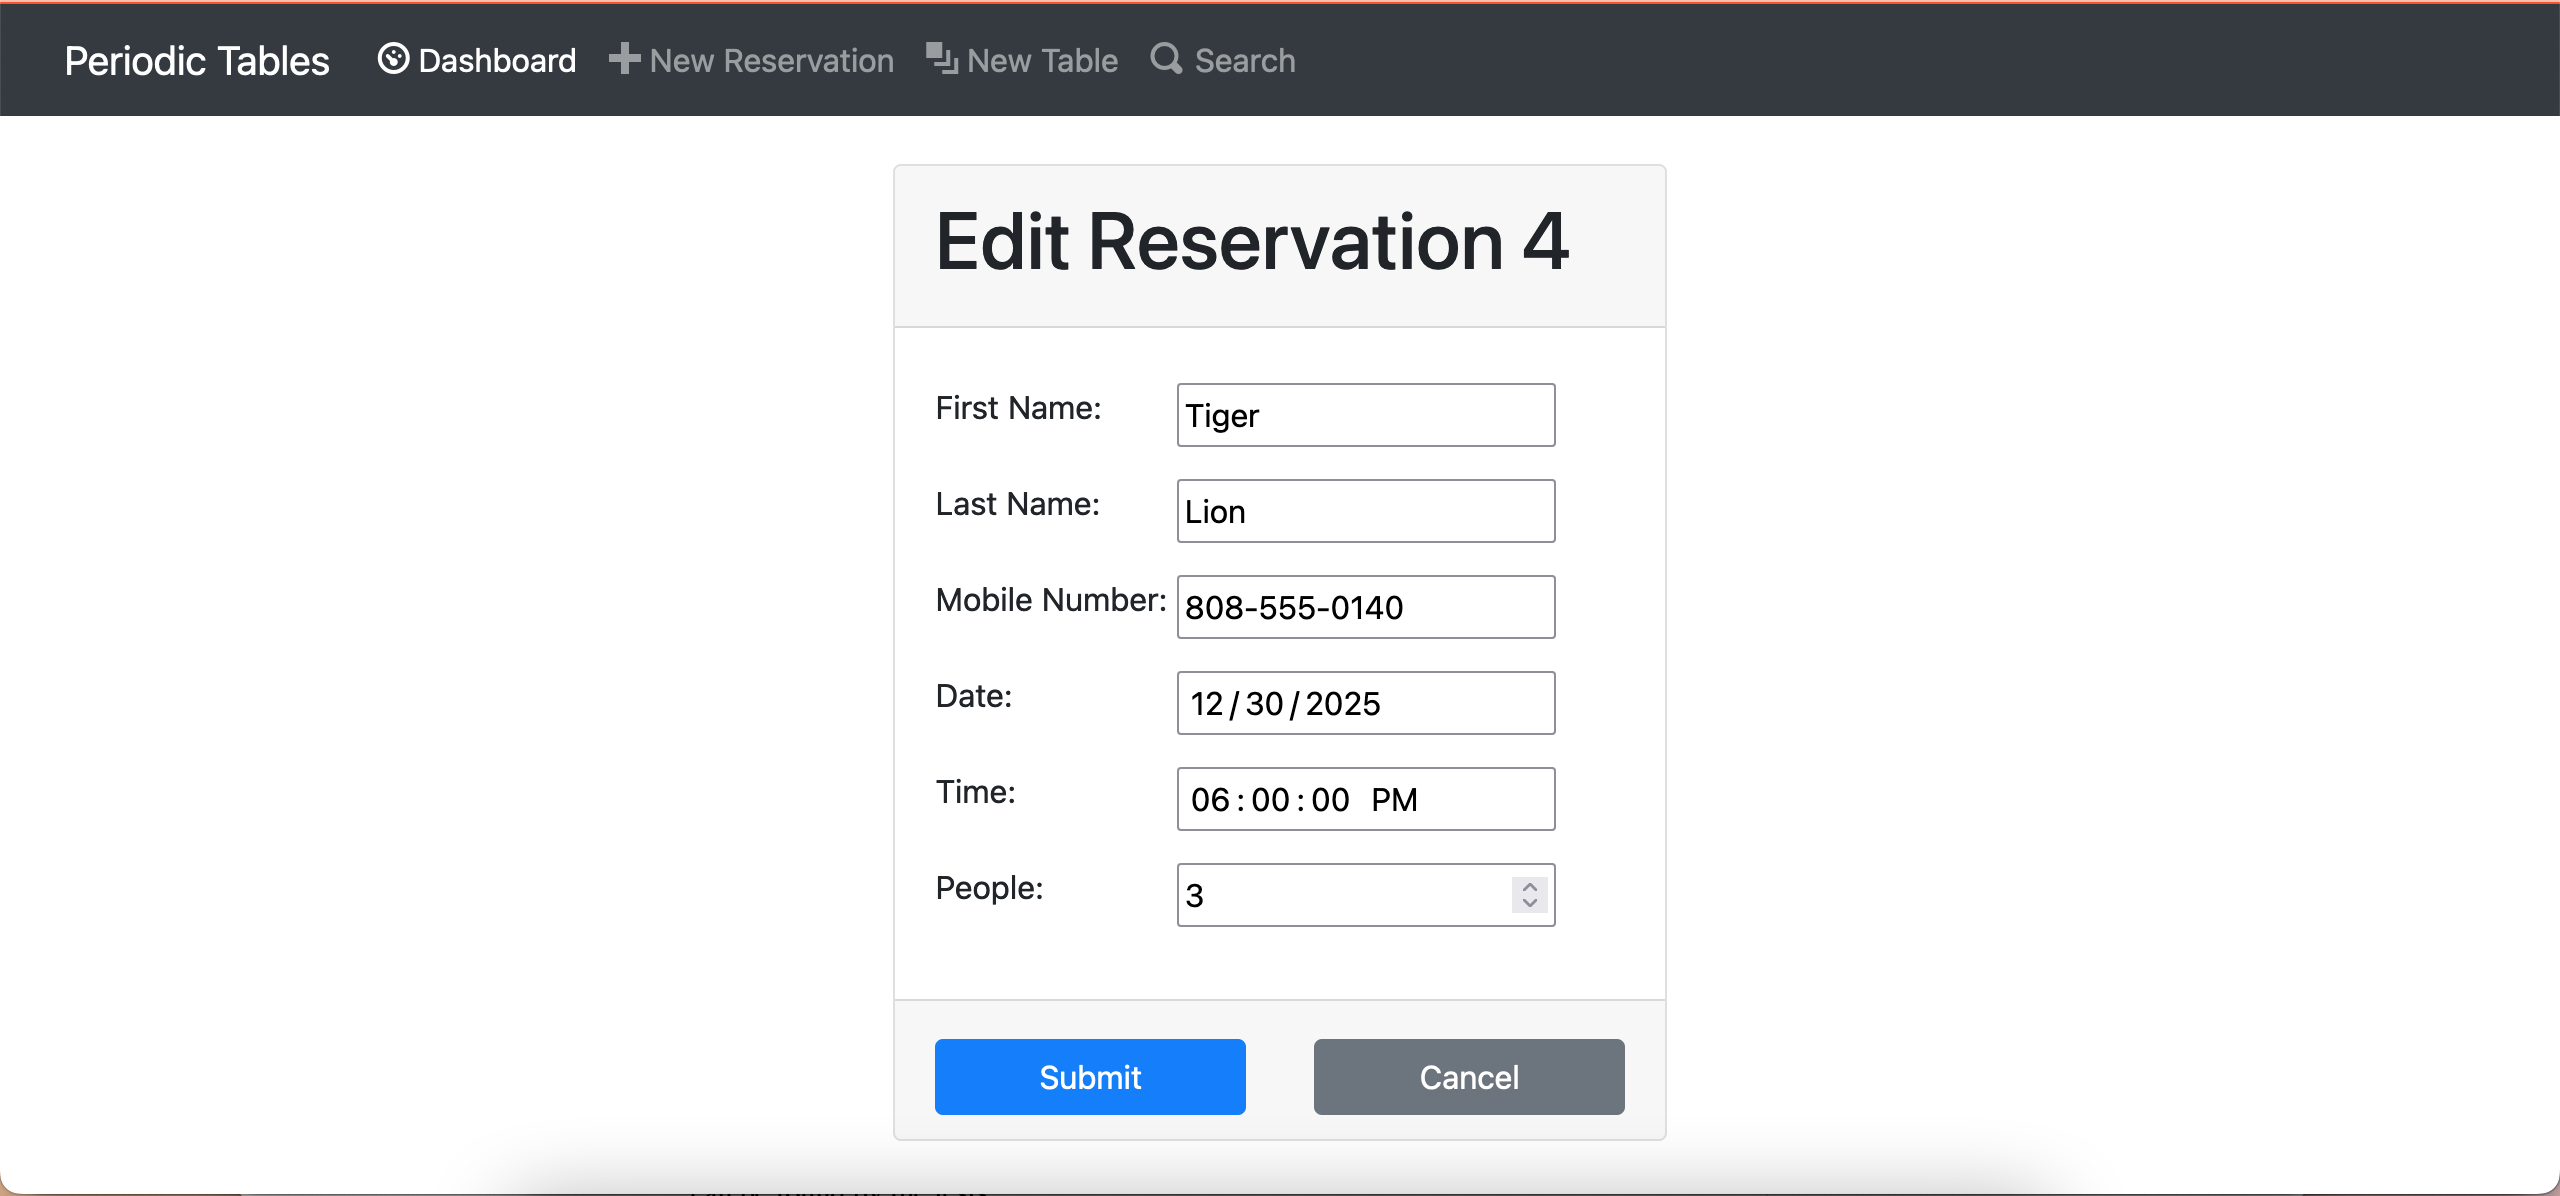 Periodic Tables Dashboard New Reservation New Table Search
Edit Reservation 4
First Name: Tiger
Last Name: Lion
Mobile Number: 808-555-0140
Date: 12/30/2025
Time: 06:00:00 PM
People: 3
Submit Cancel